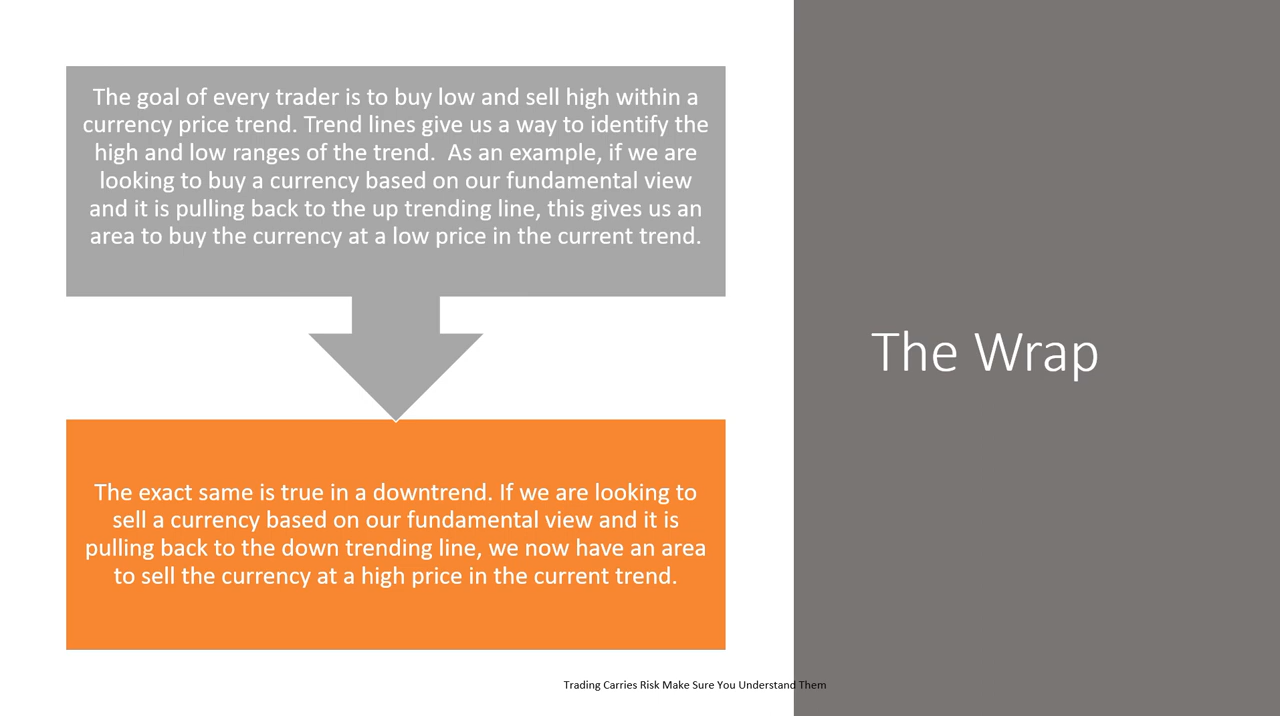 The goal of every trader is to buy low and sell high within a
currency price trend. Trend lines give us a way to identify the
high and low ranges of the trend.  As an example, if we are
looking to buy a currency based on our fundamental view
and it is pulling back to the up trending line, this gives us an
area to buy the currency at a low price in the current trend.
The exact same is true in a downtrend. If we are looking to
sell a currency based on our fundamental view and it is
pulling back to the down trending line, we now have an area
to sell the currency at a high price in the current trend.
The Wrap
Trading Carries Risk Make Sure You Understand Them